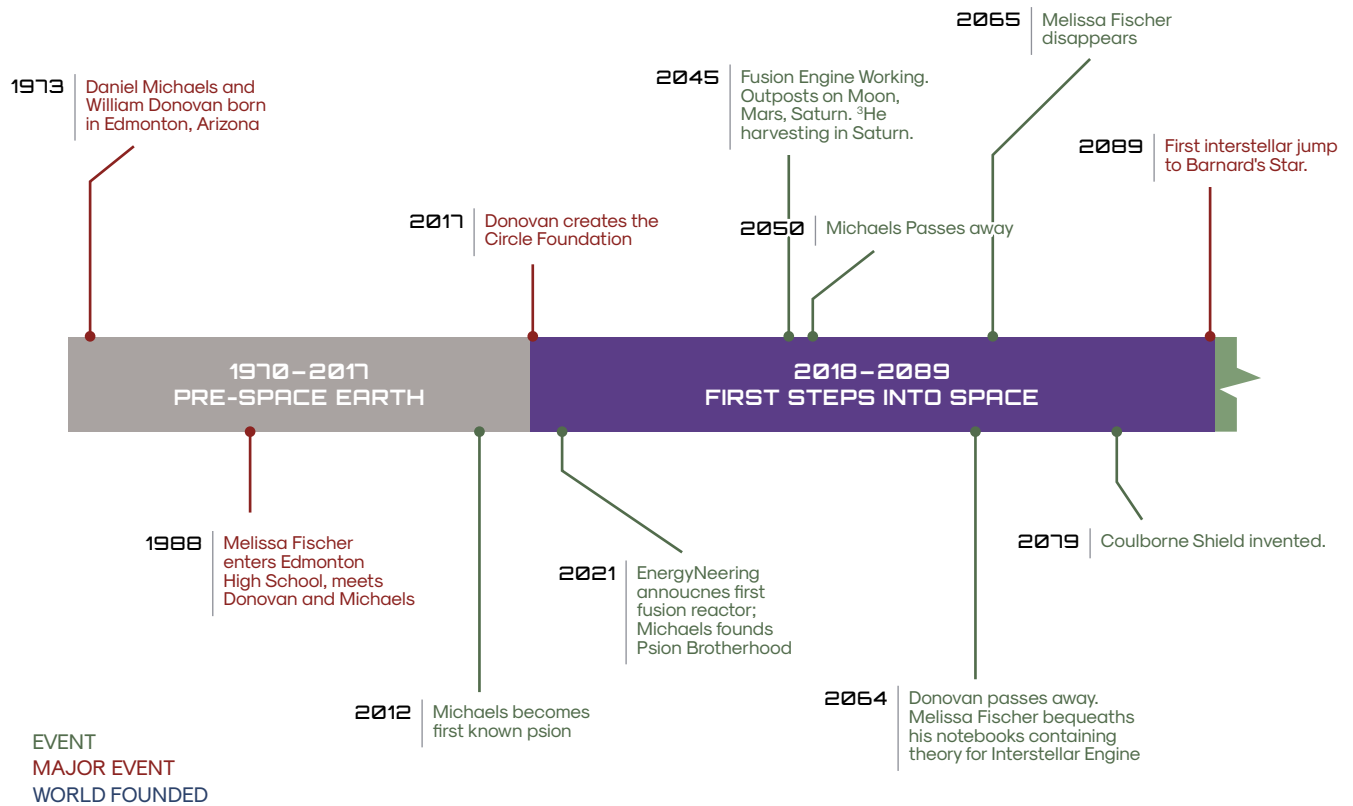 2065
Melissa Fischer
disappears
1973
Daniel Michaels and
William Donovan born
in Edmonton, Arizona
2045
Fusion Engine Working.
Outposts on Moon,
Mars, Saturn. ³He
harvesting in Saturn.
2089
First interstellar jump
to Barnard's Star.
2017
Donovan creates the
Circle Foundation
2050
Michaels Passes away
1970–2017
PRE-SPACE EARTH
2018–2089
FIRST STEPS INTO SPACE
1988
Melissa Fischer
enters Edmonton
High School, meets
Donovan and Michaels
2021
EnergyNeering
annoucnes first
fusion reactor;
Michaels founds
Psion Brotherhood
2079
Coulborne Shield invented.
2012
Michaels becomes
first known psion
2064
Donovan passes away.
Melissa Fischer bequeaths
his notebooks containing
theory for Interstellar Engine
EVENT
MAJOR EVENT
WORLD FOUNDED